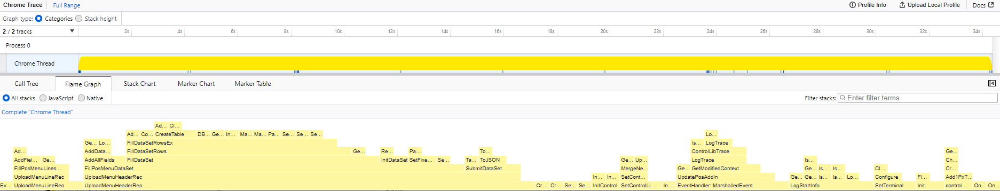 Chrome Trace Full Range Profile Info Upload Local Profile Docs
Graph type: Categories Stack height
2 / 2 tracks 2s 4s 6s 8s 10s 12s 14s 16s 18s 20s 22s 24s 26s 28s 30s 32s 34s
Process 0
Chrome Thread
Call Tree Flame Graph Stack Chart Marker Chart Marker Table
All stacks JavaScript Native Filter stacks: Enter filter terms
Complete “Chrome Thread”
Ad... Cl...
Ad... Co... CreateTable DB... Ge... In... Ma... Ma... Pa... Se... Se... Se... Lo...
Ge... Lo... FillDataSetRowsEx Is... LogTrace
Ad... AddData... FillDataSetRows Ge... Re... Pa... To... ControlLibTrace Ge...
AddFiel... Ge... AddAllFields FillDataSet InitDataSet SetFixe... Se... Ta... ToJSON Ge... Up... LogTrace Is... Ch...
FillPosMenuLines... FillPosMenuDataSet SubmitDataSet MergeNe... Ge... GetModifiedContext Ge... Is... Is... Cl... Cr...
UploadMenuLineRec UploadMenuHeaderRec In... In... SetCont... UpdatePosAddIn Ge... Ge... Is... Is... Lo... Configure Fl... Add1PxT...
Ev... UploadMenuLineRec UploadMenuHeaderRec Cr... Cr... Se... Se... InitControl SetControlLi... In... EventHandler::MarshalledEvent LogStartInfo SetTerminal Init control... On... On...